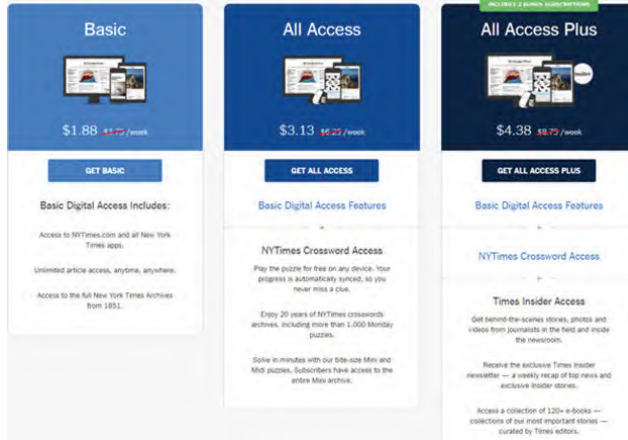 INCLUDES 2 BONUS SUBSCRIPTIONS
Basic
All Access
All Access Plus
$1.88 $3.75/week
$3.13 $6.25/week
$4.38 $8.75/week
GET BASIC
GET ALL ACCESS
GET ALL ACCESS PLUS
Basic Digital Access Includes:
Access to NYTimes.com and all New York
Times apps.
Unlimited article access, anytime, anywhere.
Access to the full New York Times Archives
from 1851.
Basic Digital Access Features
+
NYTimes Crossword Access
Play the puzzle for free on any device. Your
progress is automatically synced, so you
never miss a clue.
Enjoy 20 years of NYTimes crosswords
archives, including more than 1,000 Monday
puzzles.
Solve in minutes with our bite-size Mini and
Midi puzzles. Subscribers have access to the
entire Mini archive.
Basic Digital Access Features
+
NYTimes Crossword Access
+
Times Insider Access
Get behind-the-scenes stories, photos and
videos from journalists in the field and inside
the newsroom.
Receive the exclusive Times Insider
newsletter — a weekly recap of top news and
exclusive Insider stories.
Access a collection of 120+ e-books —
collections of our most important stories —
curated by Times editors.